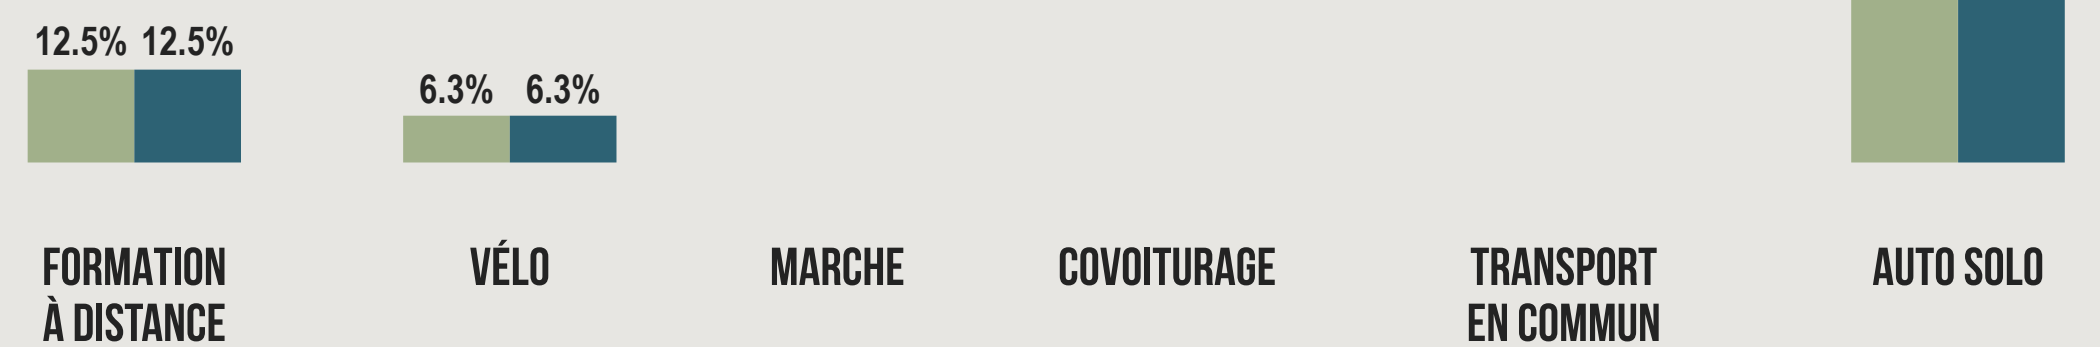 12.5% 12.5%
6.3% 6.3%
FORMATION
À DISTANCE
VÉLO
MARCHE
COVOITURAGE
TRANSPORT
EN COMMUN
AUTO SOLO